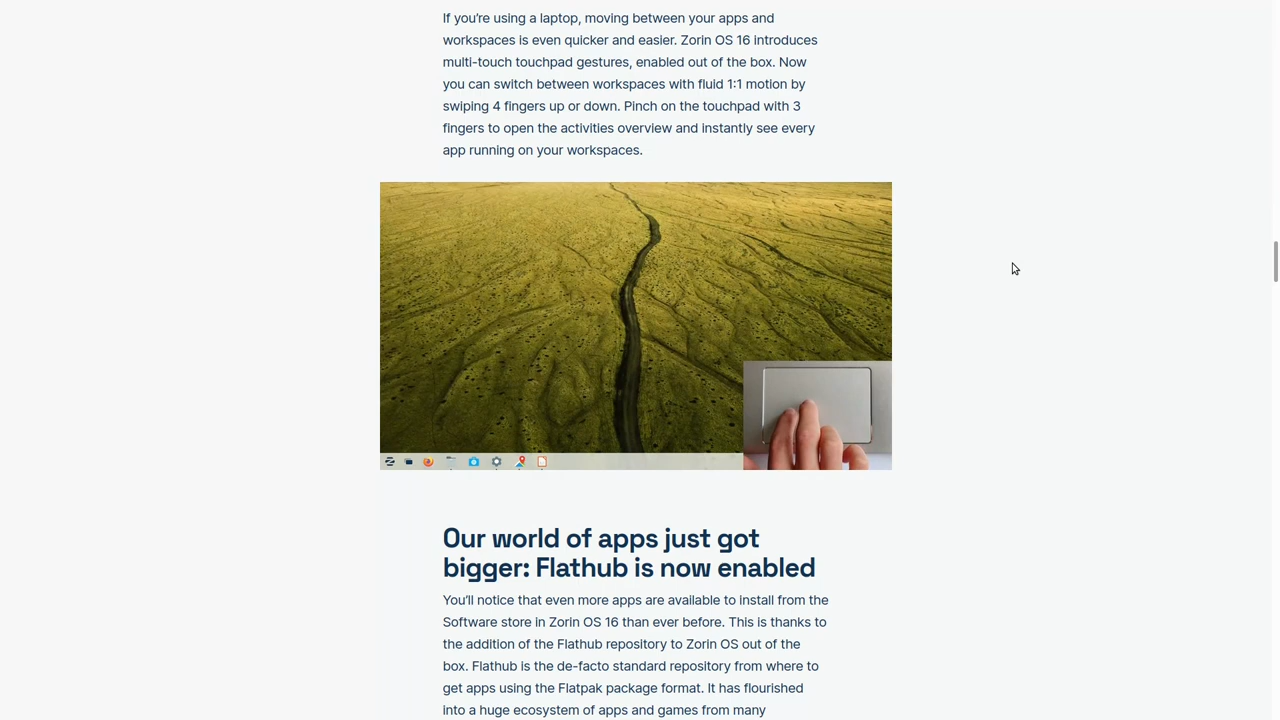 If you're using a laptop, moving between your apps and
workspaces is even quicker and easier. Zorin OS 16 introduces
multi-touch touchpad gestures, enabled out of the box. Now
you can switch between workspaces with fluid 1:1 motion by
swiping 4 fingers up or down. Pinch on the touchpad with 3
fingers to open the activities overview and instantly see every
app running on your workspaces.
Our world of apps just got
bigger: Flathub is now enabled
You'll notice that even more apps are available to install from the
Software store in Zorin OS 16 than ever before. This is thanks to
the addition of the Flathub repository to Zorin OS out of the
box. Flathub is the de-facto standard repository from where to
get apps using the Flatpak package format. It has flourished
into a huge ecosystem of apps and games from many